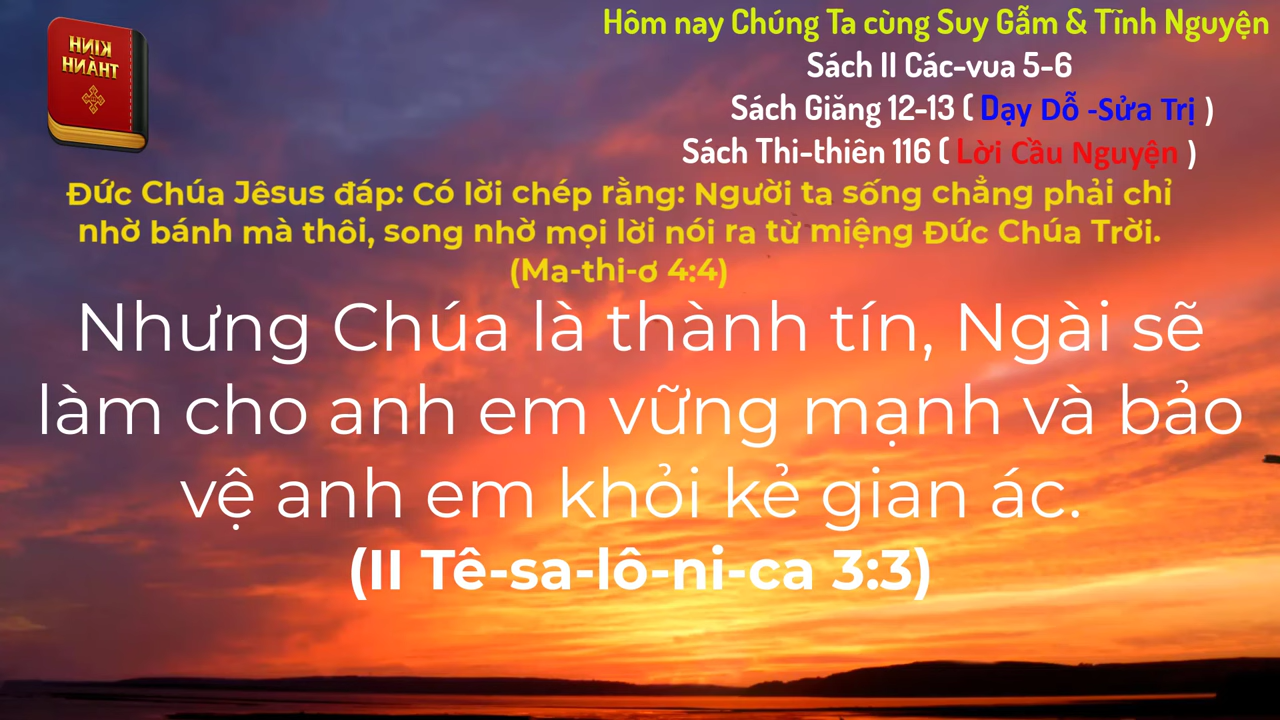 KINH
THÀNH
Hôm nay Chúng Ta cùng Suy Gẫm & Tĩnh Nguyện
Sách II Các-vua 5-6
Sách Giăng 12-13 ( Dạy Dỗ -Sửa Trị )
Sách Thi-thiên 116 ( Lời Cầu Nguyện )
Đức Chúa Jêsus đáp: Có lời chép rằng: Người ta sống chẳng phải chỉ
nhờ bánh mà thôi, song nhờ mọi lời nói ra từ miệng Đức Chúa Trời.
(Ma-thi-ơ 4:4)
Nhưng Chúa là thành tín, Ngài sẽ
làm cho anh em vững mạnh và bảo
vệ anh em khỏi kẻ gian ác.
(II Tê-sa-lô-ni-ca 3:3)